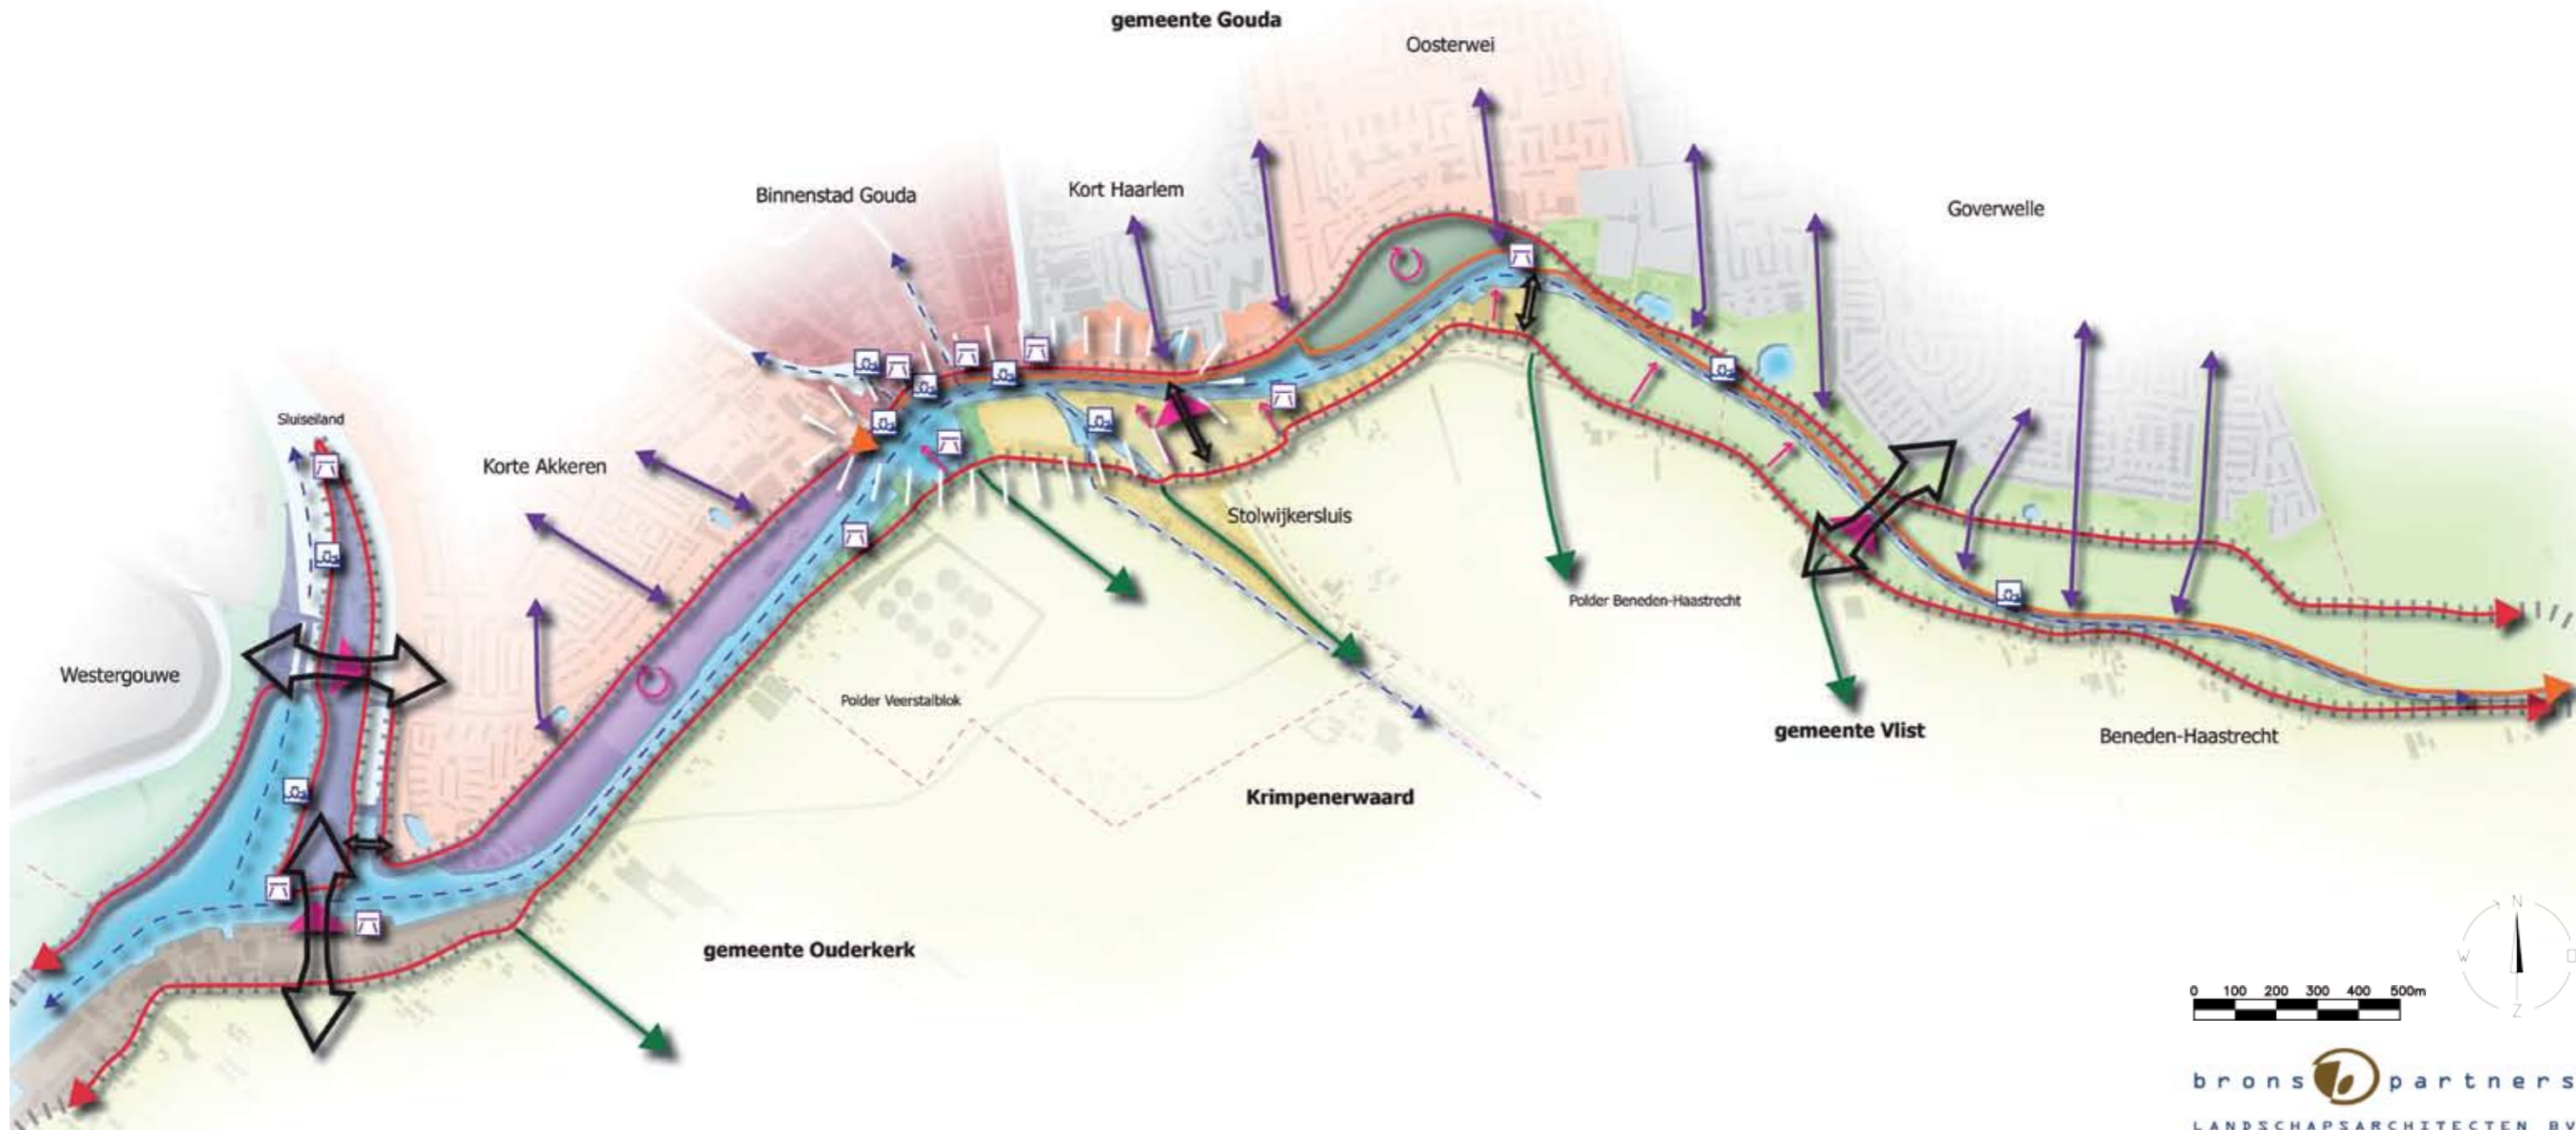 gemeente Gouda
Oosterwei
Binnenstad Gouda
Kort Haarlem
Goverwelle
Sluiseiland
Korte Akkeren
Stolwijkersluis
Polder Beneden-Haastrecht
Westergouwe
Polder Veerstalblok
gemeente Vlist
Beneden-Haastrecht
Krimpenerwaard
gemeente Ouderkerk
N
W O
Z
0 100 200 300 400 500m
brons b partners
LANDSCHAPSARCHITECTEN BV